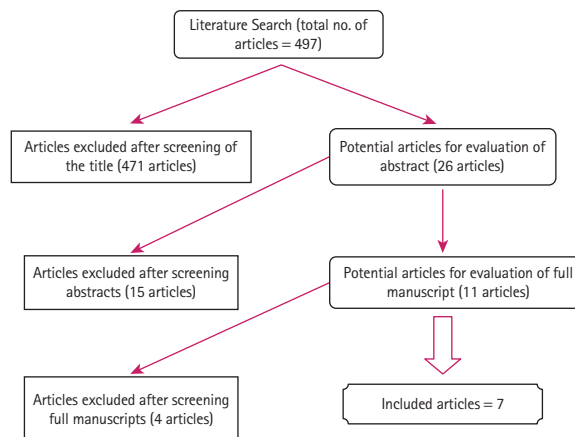 Literature Search (total no. of
articles = 497)
Articles excluded after screening of
the title (471 articles)
Potential articles for evaluation of
abstract (26 articles)
Articles excluded after screening
abstracts (15 articles)
Potential articles for evaluation of full
manuscript (11 articles)
Articles excluded after screening
full manuscripts (4 articles)
Included articles = 7